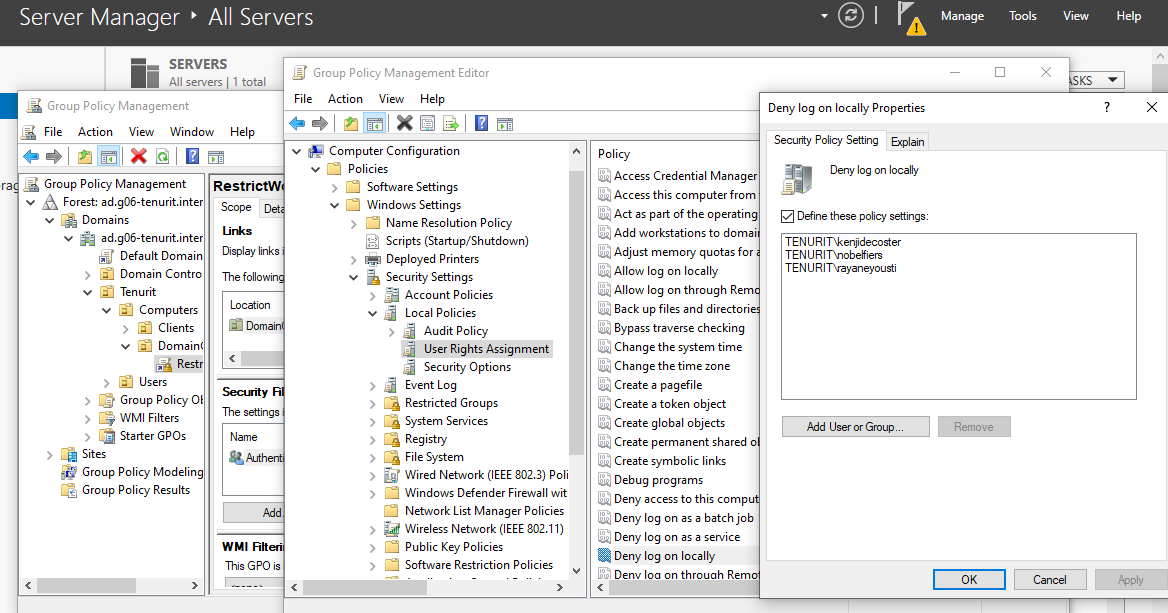 Server Manager ‣ All Servers
Manage Tools View Help
SERVERS
All servers | 1 total
ASKS
Group Policy Management
File Action View Window Help
Group Policy Management
Forest: ad.g06-tenurit.inter
Domains
ad.g06-tenurit.inter
Default Domain
Domain Contro
Tenurit
Computers
Clients
Domain
Restr
Users
Group Policy Ob
WMI Filters
Starter GPOs
Sites
Group Policy Modeling
Group Policy Results
RestrictWo
Scope Deta
Links
Display links i
The following
Location
Domain
Security Fil
The settings i
Name
Authenti
Add
WMI Filterin
This GPO is
Group Policy Management Editor
File Action View Help
Computer Configuration
Policies
Software Settings
Windows Settings
Name Resolution Policy
Scripts (Startup/Shutdown)
Deployed Printers
Security Settings
Account Policies
Local Policies
Audit Policy
User Rights Assignment
Security Options
Event Log
Restricted Groups
System Services
Registry
File System
Wired Network (IEEE 802.3) Poli
Windows Defender Firewall wit
Network List Manager Policies
Wireless Network (IEEE 802.11)
Public Key Policies
Software Restriction Policies
Policy
Access Credential Manager
Access this computer from
Act as part of the operating
Add workstations to domai
Adjust memory quotas for a
Allow log on locally
Allow log on through Remo
Back up files and directories
Bypass traverse checking
Change the system time
Change the time zone
Create a pagefile
Create a token object
Create global objects
Create permanent shared ob
Create symbolic links
Debug programs
Deny access to this comput
Deny log on as a batch job
Deny log on as a service
Deny log on locally
Deny log on through Remot
Deny log on locally Properties
? 
Security Policy Setting Explain
Deny log on locally
Define these policy settings:
TENURIT\kenjidecoster
TENURIT\nobelfiers
TENURIT\rayaneyousti
Add User or Group... Remove
OK Cancel Apply